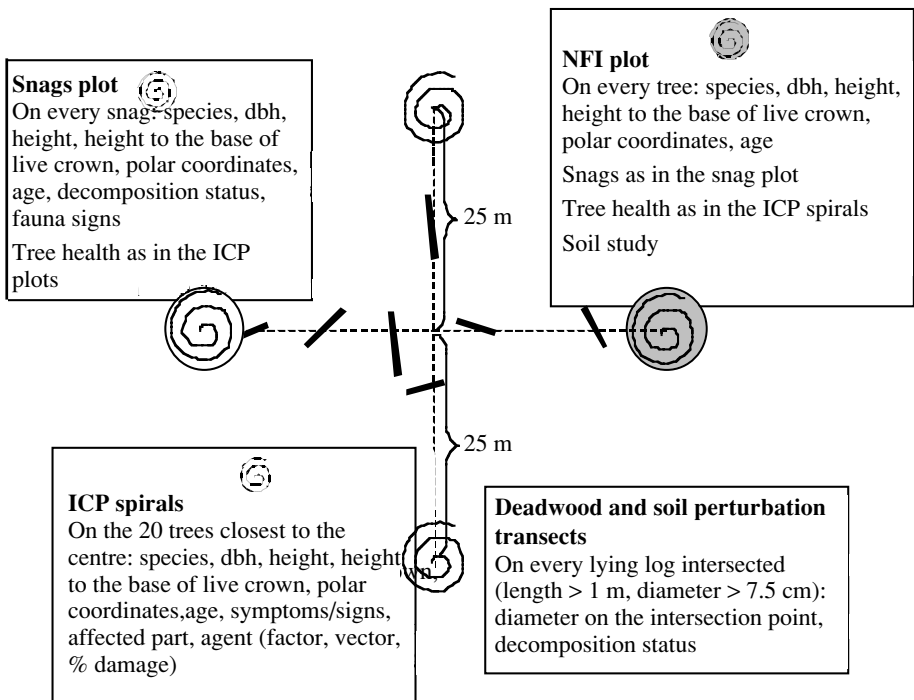 Snags plot
On every snag: species, dbh,
height, height to the base of
live crown, polar coordinates,
age, decomposition status,
fauna signs
Tree health as in the ICP
plots
NFI plot
On every tree: species, dbh, height,
height to the base of live crown,
polar coordinates, age
Snags as in the snag plot
Tree health as in the ICP spirals
Soil study
25 m
25 m
ICP spirals
On the 20 trees closest to the
centre: species, dbh, height, height
to the base of live crown, polar
coordinates,age, symptoms/signs,
affected part, agent (factor, vector,
% damage)
Deadwood and soil perturbation
transects
On every lying log intersected
(length > 1 m, diameter > 7.5 cm):
diameter on the intersection point,
decomposition status